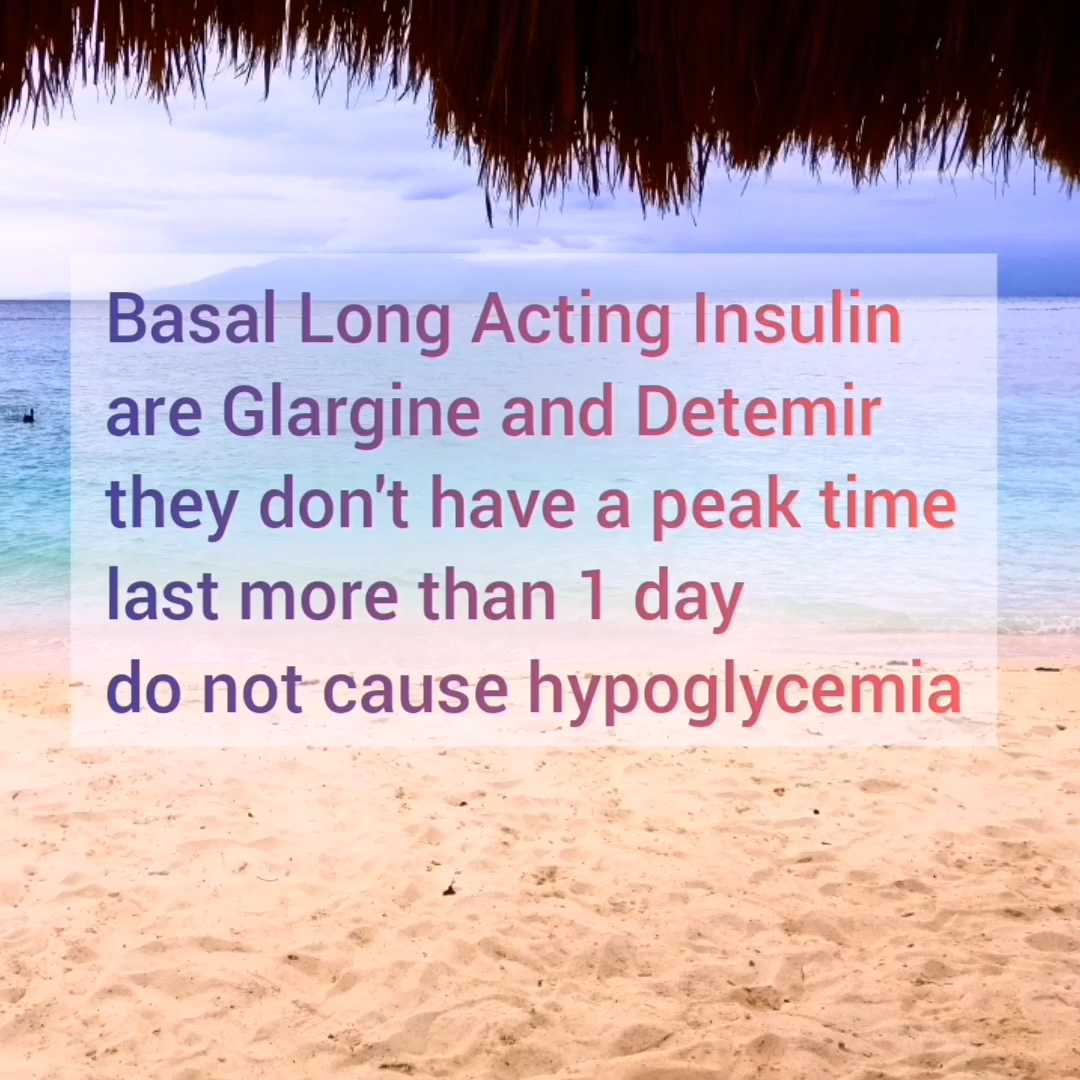 Basal Long Acting Insulin
are Glargine and Detemir
they don't have a peak time
last more than 1 day
do not cause hypoglycemia